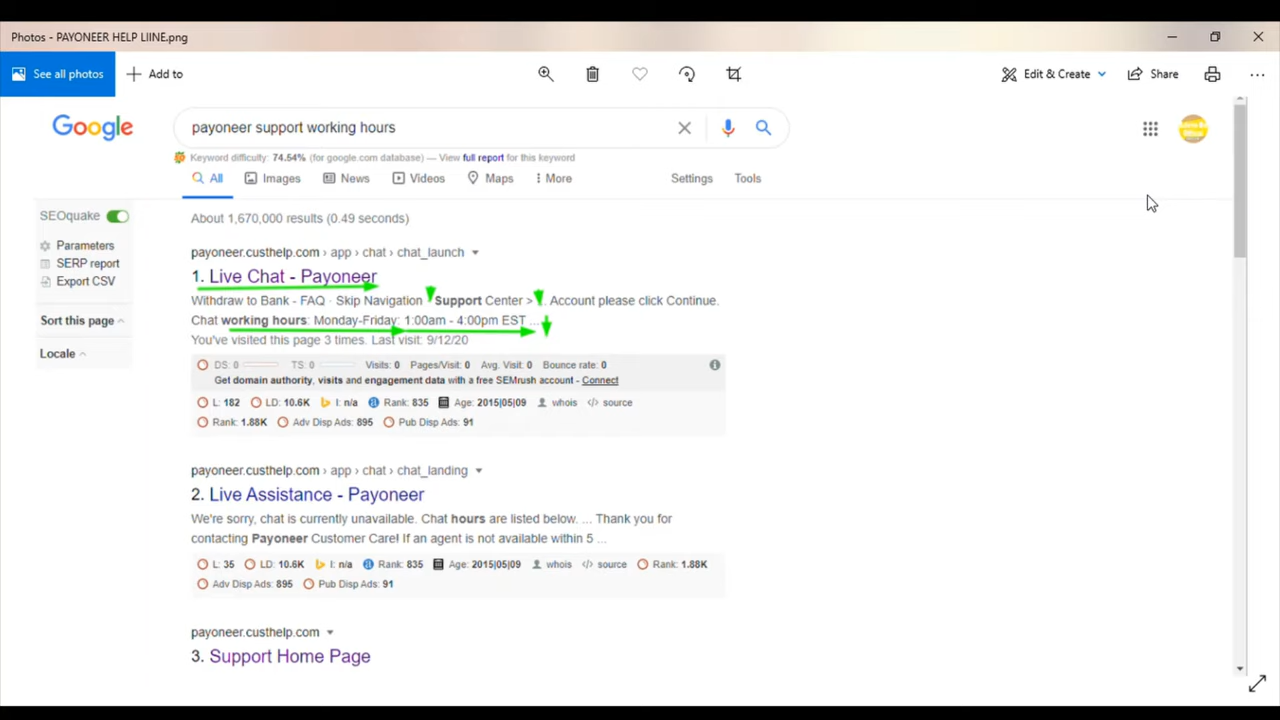 Photos - PAYONEER HELP LIINE.png
See all photos
Add to
Edit & Create
Share
Google
payoneer support working hours
Keyword difficulty: 74.54% (for google.com database) — View full report for this keyword
All Images News Videos Maps More Settings Tools
SEOquake
Parameters
SERP report
Export CSV
Sort this page
Locale
About 1,670,000 results (0.49 seconds)
payoneer.custhelp.com › app › chat › chat_launch
1. Live Chat - Payoneer
Withdraw to Bank - FAQ · Skip Navigation Support Center > . Account please click Continue.
Chat working hours: Monday-Friday: 1:00am - 4:00pm EST ...
You've visited this page 3 times. Last visit: 9/12/20
DS: 0 TS: 0 Visits: 0 Pages/Visit: 0 Avg. Visit: 0 Bounce rate: 0
Get domain authority, visits and engagement data with a free SEMrush account - Connect
L: 182 LD: 10.6K I: n/a Rank: 835 Age: 2015|05|09 whois </> source
Rank: 1.88K Adv Disp Ads: 895 Pub Disp Ads: 91
payoneer.custhelp.com › app › chat › chat_landing
2. Live Assistance - Payoneer
We're sorry, chat is currently unavailable. Chat hours are listed below. ... Thank you for
contacting Payoneer Customer Care! If an agent is not available within 5 ...
L: 35 LD: 10.6K I: n/a Rank: 835 Age: 2015|05|09 whois </> source Rank: 1.88K
Adv Disp Ads: 895 Pub Disp Ads: 91
payoneer.custhelp.com
3. Support Home Page